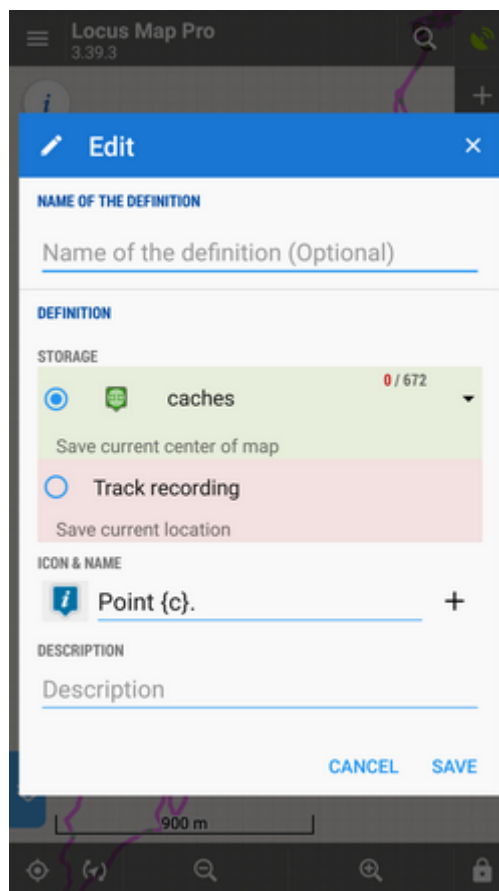 Locus Map Pro
3.39.3
i
Edit
NAME OF THE DEFINITION
Name of the definition (Optional)
DEFINITION
STORAGE
0 / 672
caches
Save current center of map
Track recording
Save current location
ICON & NAME
i Point {c}. +
DESCRIPTION
Description
CANCEL SAVE
900 m